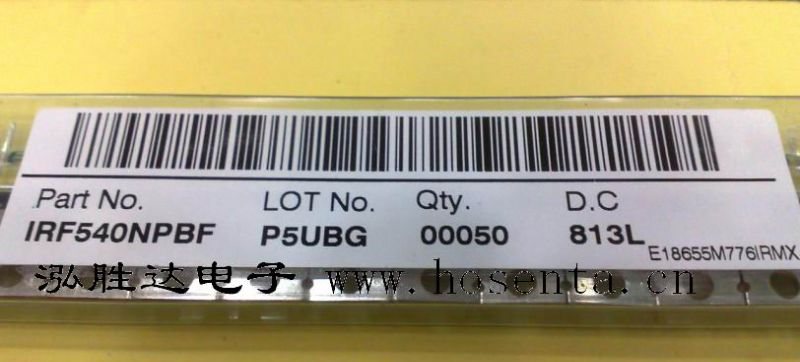 Part No. LOT No. Qty. D.C
IRF540NPBF P5UBG 00050 813L
E18655M776IRMX
泓胜达电子 www.hosenta.cn